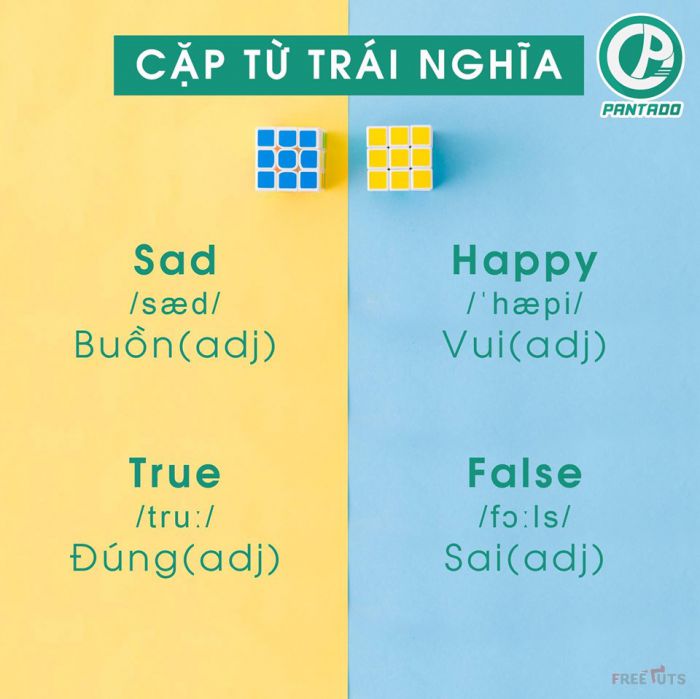 CẶP TỪ TRÁI NGHĨA
PANTADO
Sad
/sæd/
Buồn(adj)
Happy
/ˈhæpi/
Vui(adj)
True
/truː/
Đúng(adj)
False
/fɔːls/
Sai(adj)
FREETUTS